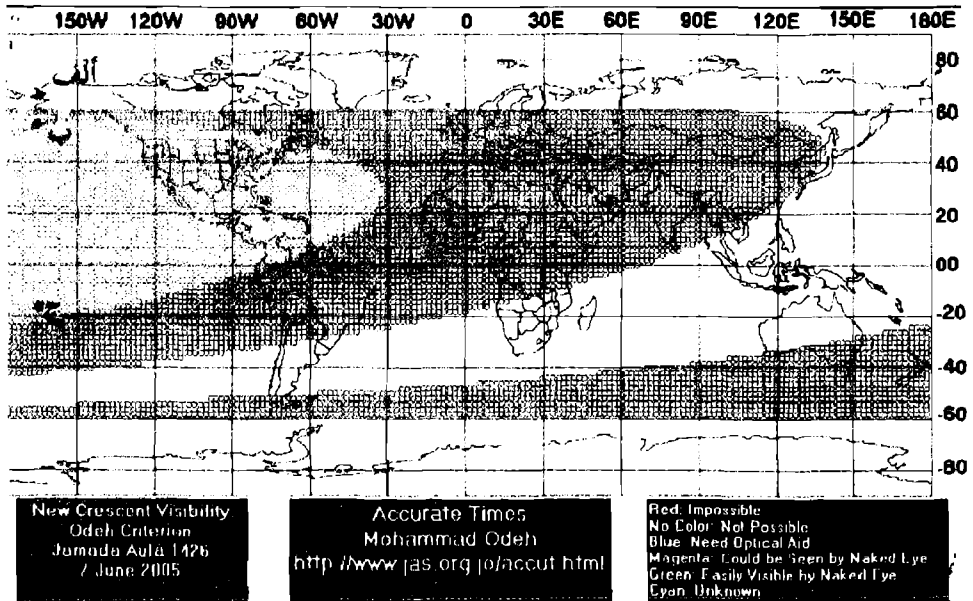 150W 120W 90W 60W 30W 0 30E 60E 90E 120E 150E 180E
ألف
80
60
40
20
00
-20
-40
-60
-80
New Crescent Visibility
Odeh Criterion
Jumada Aula 1426
7 June 2005
Accurate Times
Mohammad Odeh
http://www.jas.org.jo/accut.html
Red: Impossible
No Color: Not Possible
Blue: Need Optical Aid
Magenta: Could be Seen by Naked Eye
Green: Easily Visible by Naked Eye
Cyan: Unknown